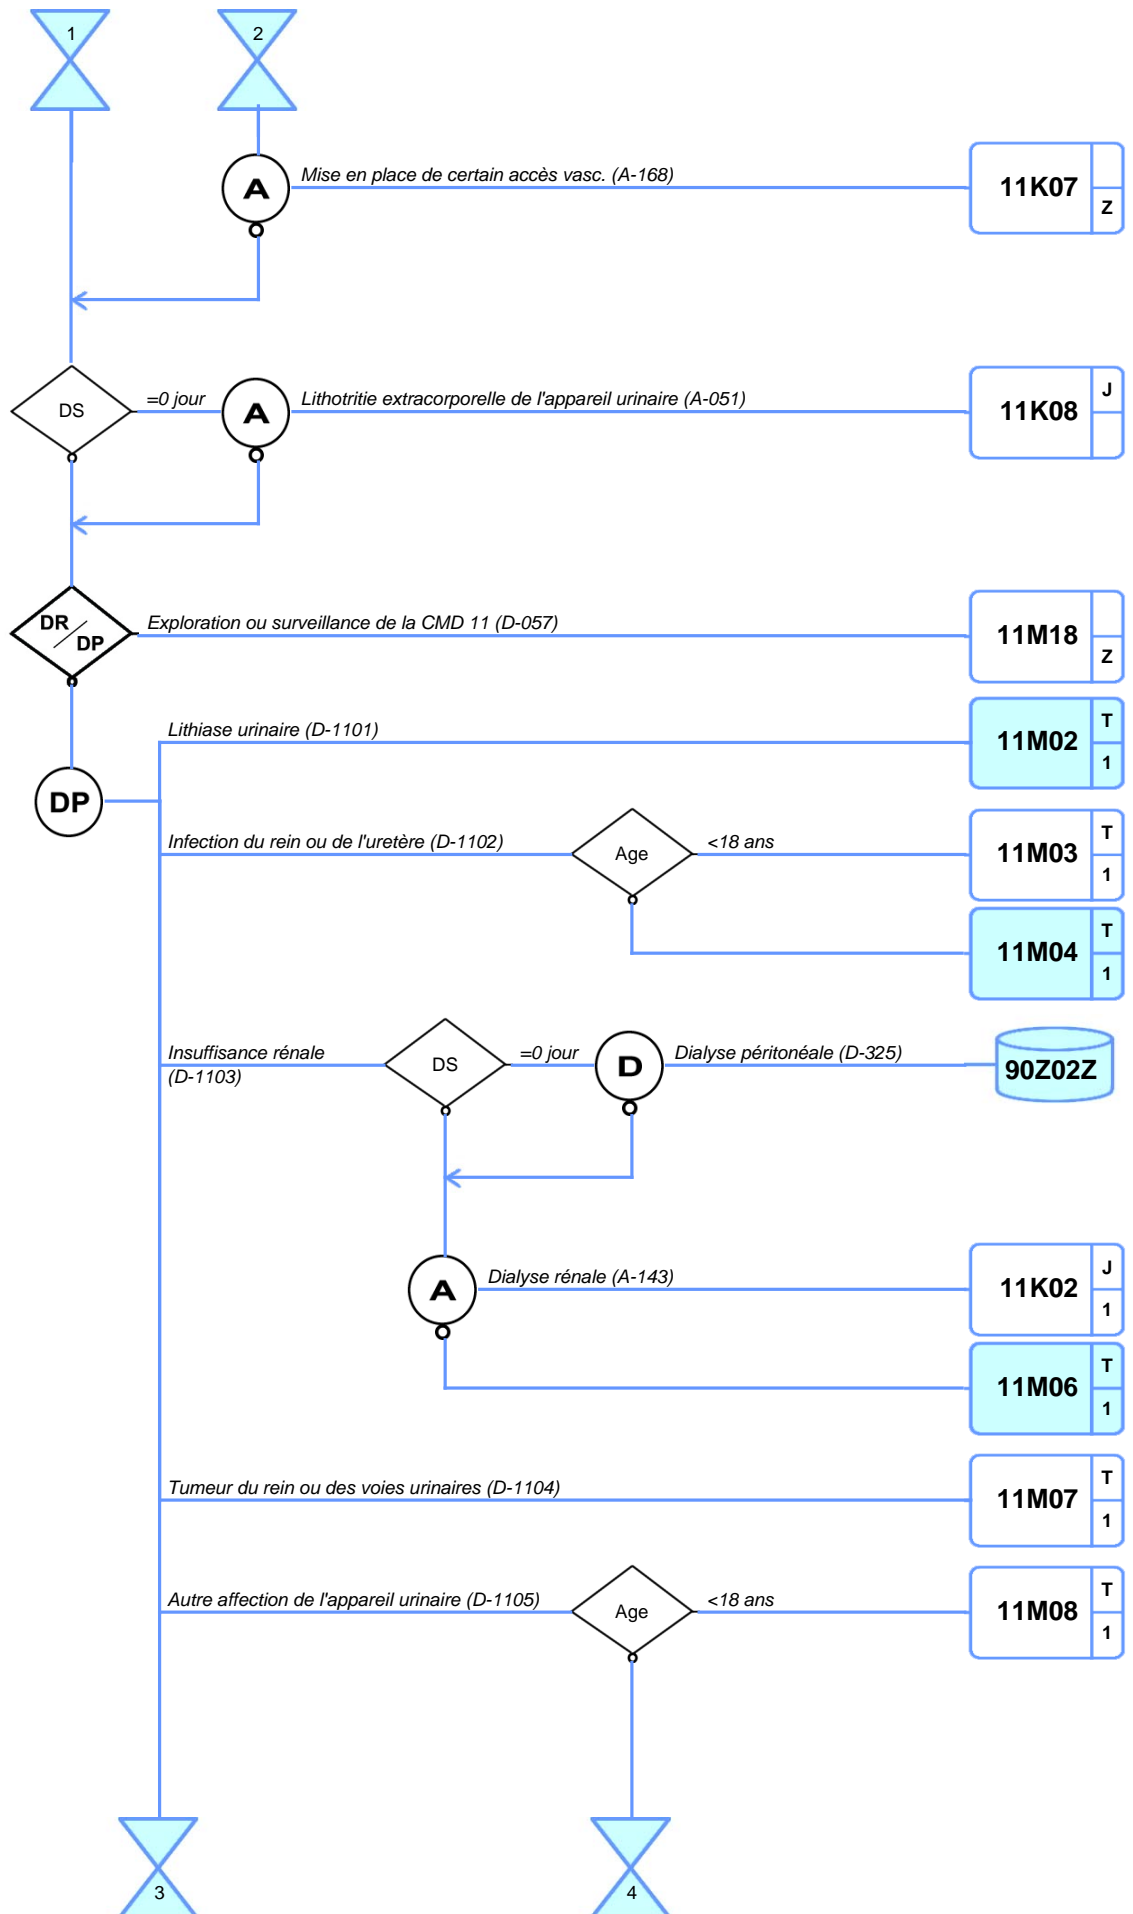 1
2
A
Mise en place de certain accès vasc. (A-168)
11K07
Z
DS
=0 jour
A
Lithotritie extracorporelle de l'appareil urinaire (A-051)
11K08
J
DR
DP
Exploration ou surveillance de la CMD 11 (D-057)
11M18
Z
Lithiase urinaire (D-1101)
11M02
T
1
DP
Infection du rein ou de l'uretère (D-1102)
Age
<18 ans
11M03
T
1
11M04
T
1
Insuffisance rénale
(D-1103)
DS
=0 jour
D
Dialyse péritonéale (D-325)
90Z02Z
A
Dialyse rénale (A-143)
11K02
J
1
11M06
T
1
Tumeur du rein ou des voies urinaires (D-1104)
11M07
T
1
Autre affection de l'appareil urinaire (D-1105)
Age
<18 ans
11M08
T
1
3
4